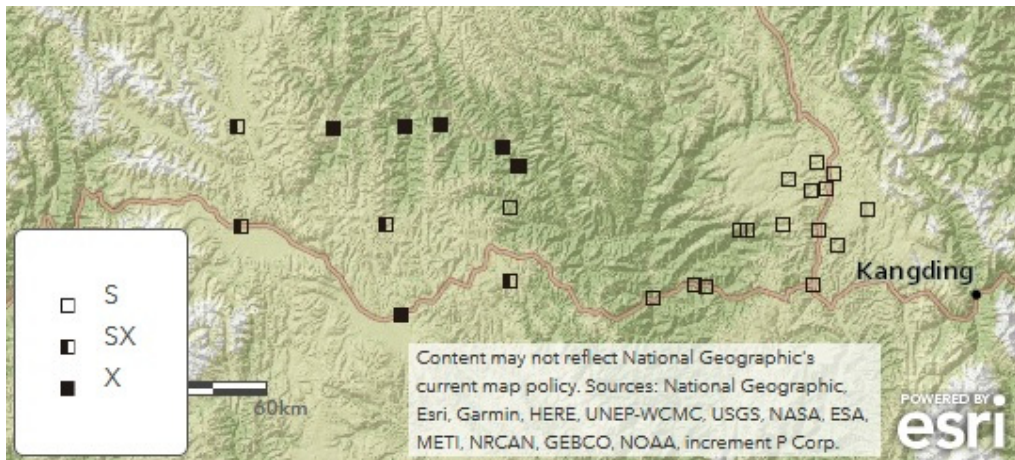 Kangding
S
SX
X
60km
Content may not reflect National Geographic's
current map policy. Sources: National Geographic,
Esri, Garmin, HERE, UNEP-WCMC, USGS, NASA, ESA,
METI, NRCAN, GEBCO, NOAA, increment P Corp.
POWERED BY
esri